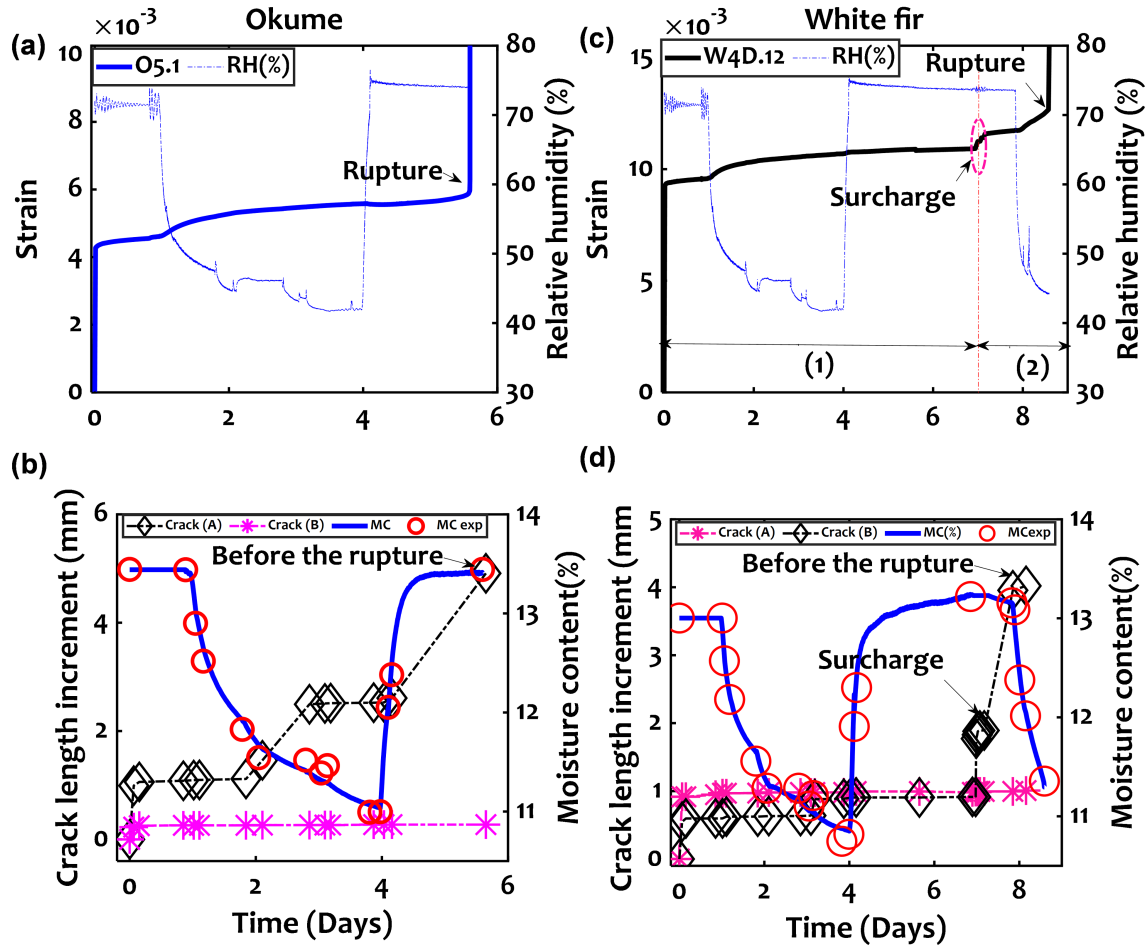 Okume
(a)
×10⁻³
O5.1 RH(%)
Rupture
Strain
Relative humidity (%)
10
8
6
4
2
0
80
70
60
50
40
30
0 2 4 6
White fir
(c)
×10⁻³
W4D.12 RH(%)
Rupture
Surcharge
(1) (2)
Strain
Relative humidity (%)
15
10
5
0
80
70
60
50
40
30
0 2 4 6 8
(b)
Crack (A) Crack (B) MC MC exp
Before the rupture
Crack length increment (mm)
Moisture content(%)
6
4
2
0
14
13
12
11
0 2 4 6
Time (Days)
(d)
Crack (A) Crack (B) MC(%) MCexp
Before the rupture
Surcharge
Crack length increment (mm)
Moisture content(%)
5
4
3
2
1
0
14
13
12
11
0 2 4 6 8
Time (Days)